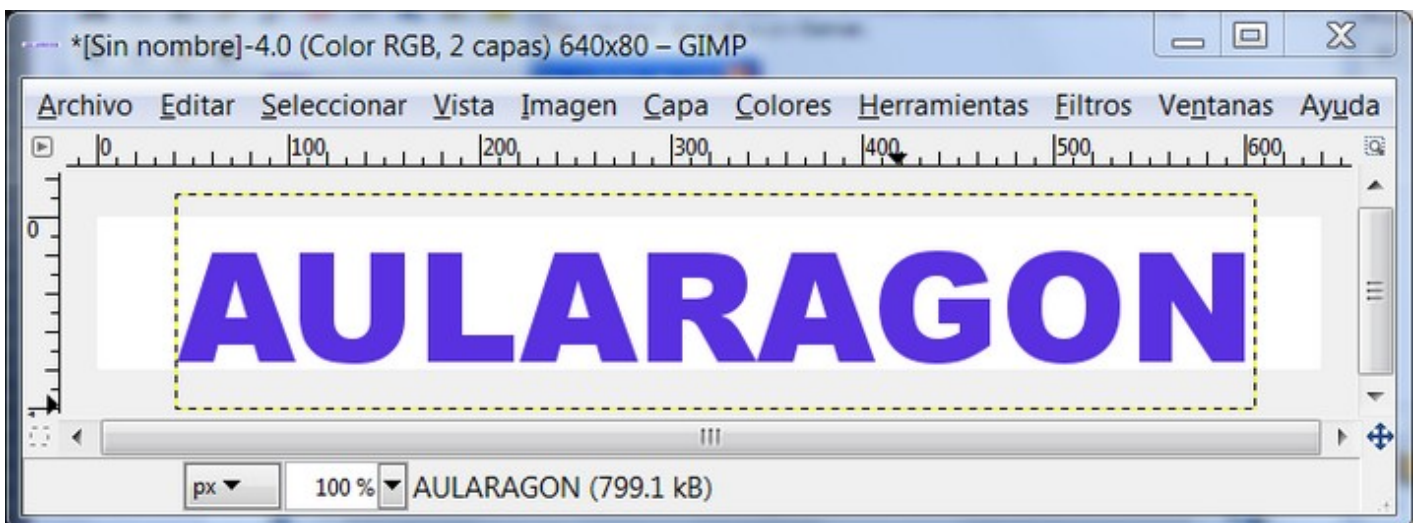 *[Sin nombre]-4.0 (Color RGB, 2 capas) 640x80 – GIMP
Archivo Editar Seleccionar Vista Imagen Capa Colores Herramientas Filtros Ventanas Ayuda
0 100 200 300 400 500 600
0
AULARAGON
px 100 % AULARAGON (799.1 kB)